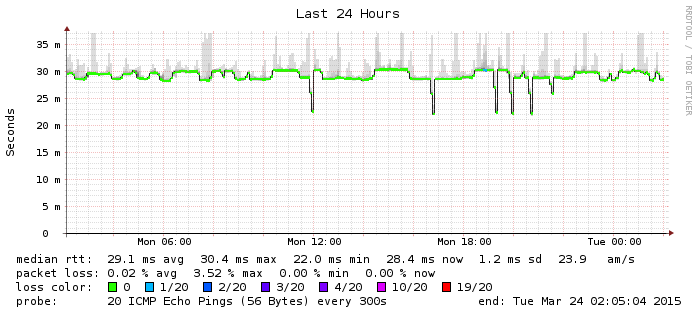 Last 24 Hours
RRDTOOL / TOBI OETIKER
Seconds
35 m
30 m
25 m
20 m
15 m
10 m
5 m
0
Mon 06:00 Mon 12:00 Mon 18:00 Tue 00:00
median rtt: 29.1 ms avg 30.4 ms max 22.0 ms min 28.4 ms now 1.2 ms sd 23.9 am/s
packet loss: 0.02 % avg 3.52 % max 0.00 % min 0.00 % now
loss color: 0 1/20 2/20 3/20 4/20 10/20 19/20
probe: 20 ICMP Echo Pings (56 Bytes) every 300s end: Tue Mar 24 02:05:04 2015